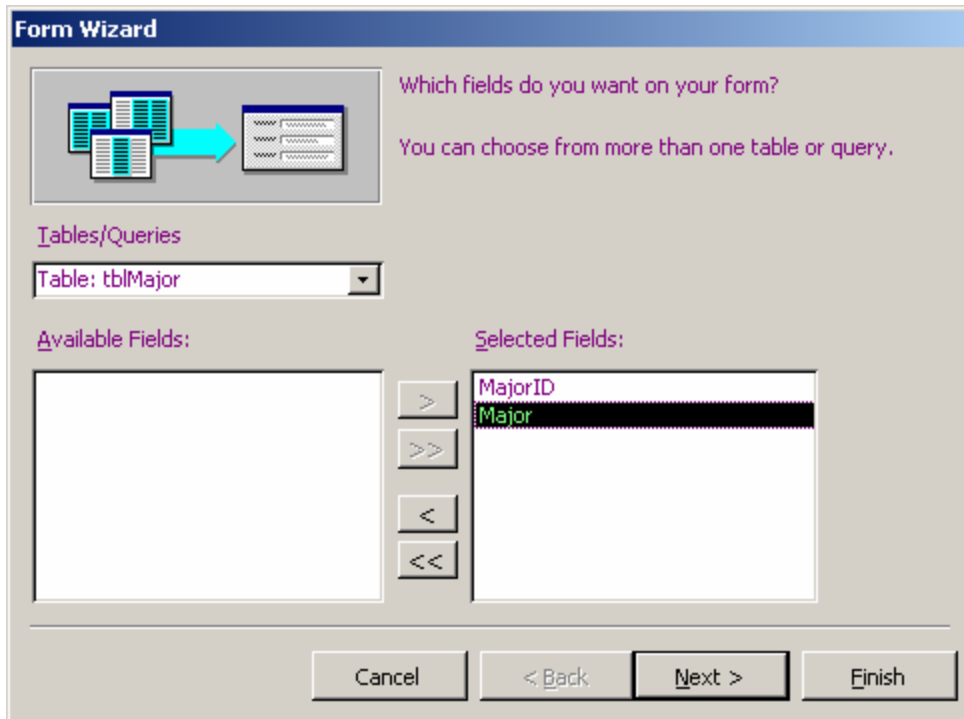 Form Wizard
Which fields do you want on your form?
You can choose from more than one table or query.
Tables/Queries
Table: tblMajor
Available Fields:
Selected Fields:
MajorID
Major
>
>>
<
<<
Cancel
< Back
Next >
Finish